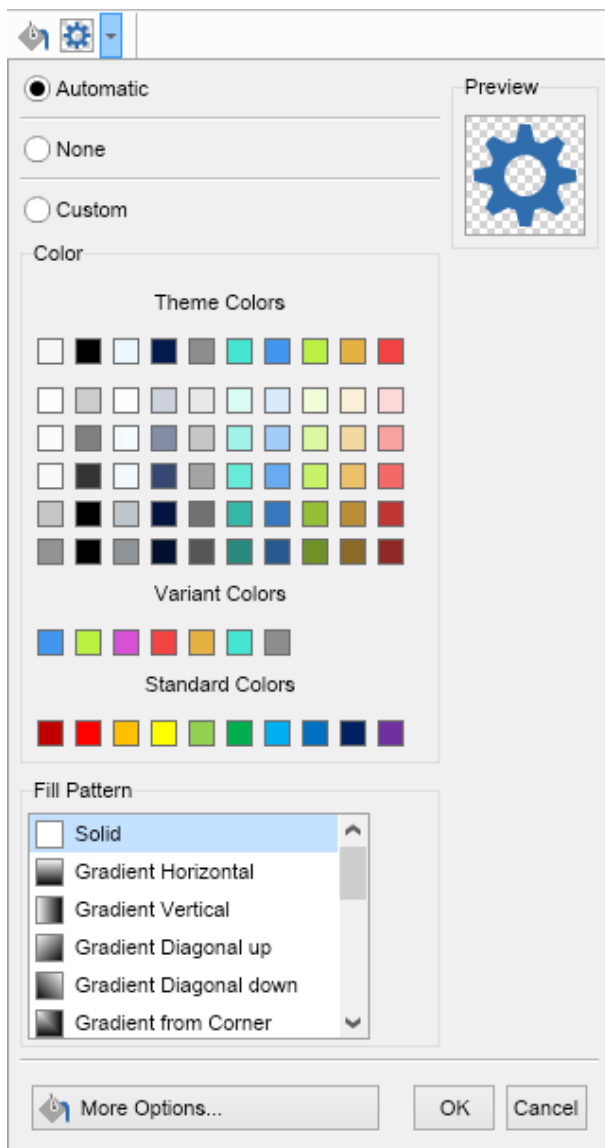 Automatic
Preview
None
Custom
Color
Theme Colors
Variant Colors
Standard Colors
Fill Pattern
Solid
Gradient Horizontal
Gradient Vertical
Gradient Diagonal up
Gradient Diagonal down
Gradient from Corner
More Options... OK Cancel